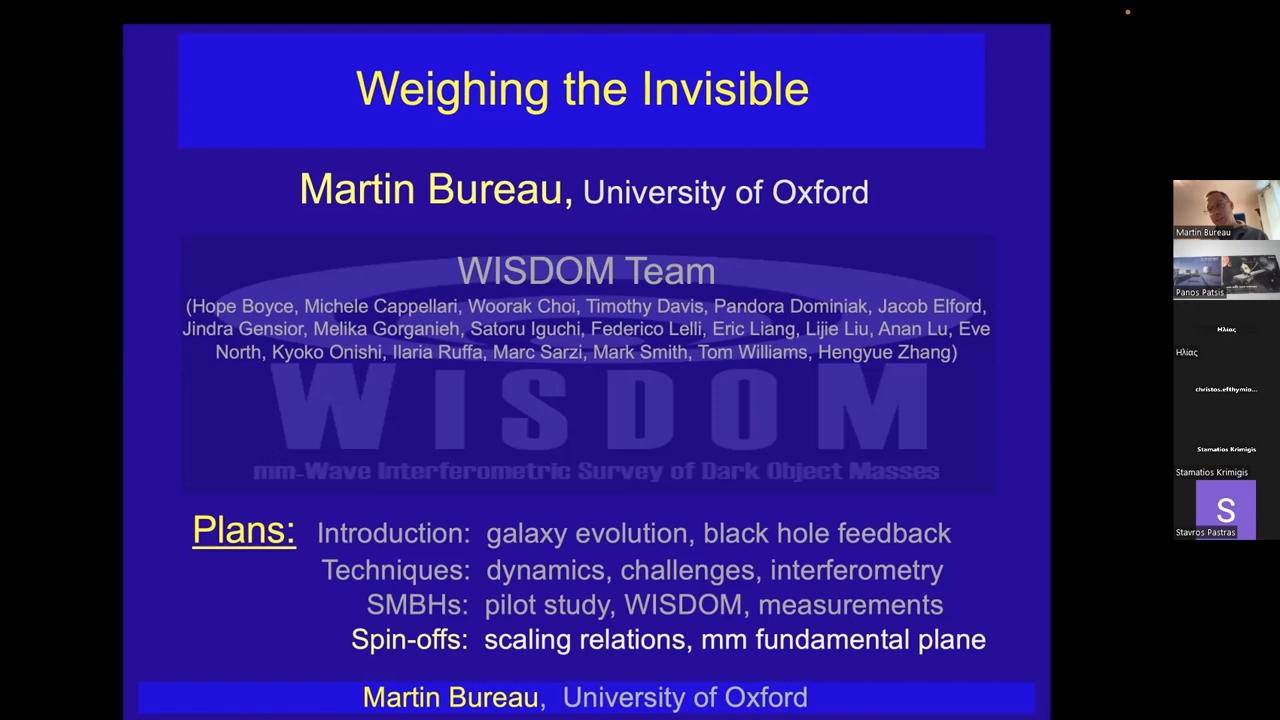 Weighing the Invisible
Martin Bureau, University of Oxford
WISDOM Team
(Hope Boyce, Michele Cappellari, Woorak Choi, Timothy Davis, Pandora Dominiak, Jacob Elford,
Jindra Gensior, Melika Gorganieh, Satoru Iguchi, Federico Lelli, Eric Liang, Lijie Liu, Anan Lu, Eve
North, Kyoko Onishi, Ilaria Ruffa, Marc Sarzi, Mark Smith, Tom Williams, Hengyue Zhang)
WISDOM
mm-Wave Interferometric Survey of Dark Object Masses
Plans: Introduction: galaxy evolution, black hole feedback
Techniques: dynamics, challenges, interferometry
SMBHs: pilot study, WISDOM, measurements
Spin-offs: scaling relations, mm fundamental plane
Martin Bureau, University of Oxford
Martin Bureau
Panos Patsis
Ηλίας
Ηλίας
christos.efthymio...
Stamatios Krimigis
Stamatios Krimigis
S
Stavros Pastras